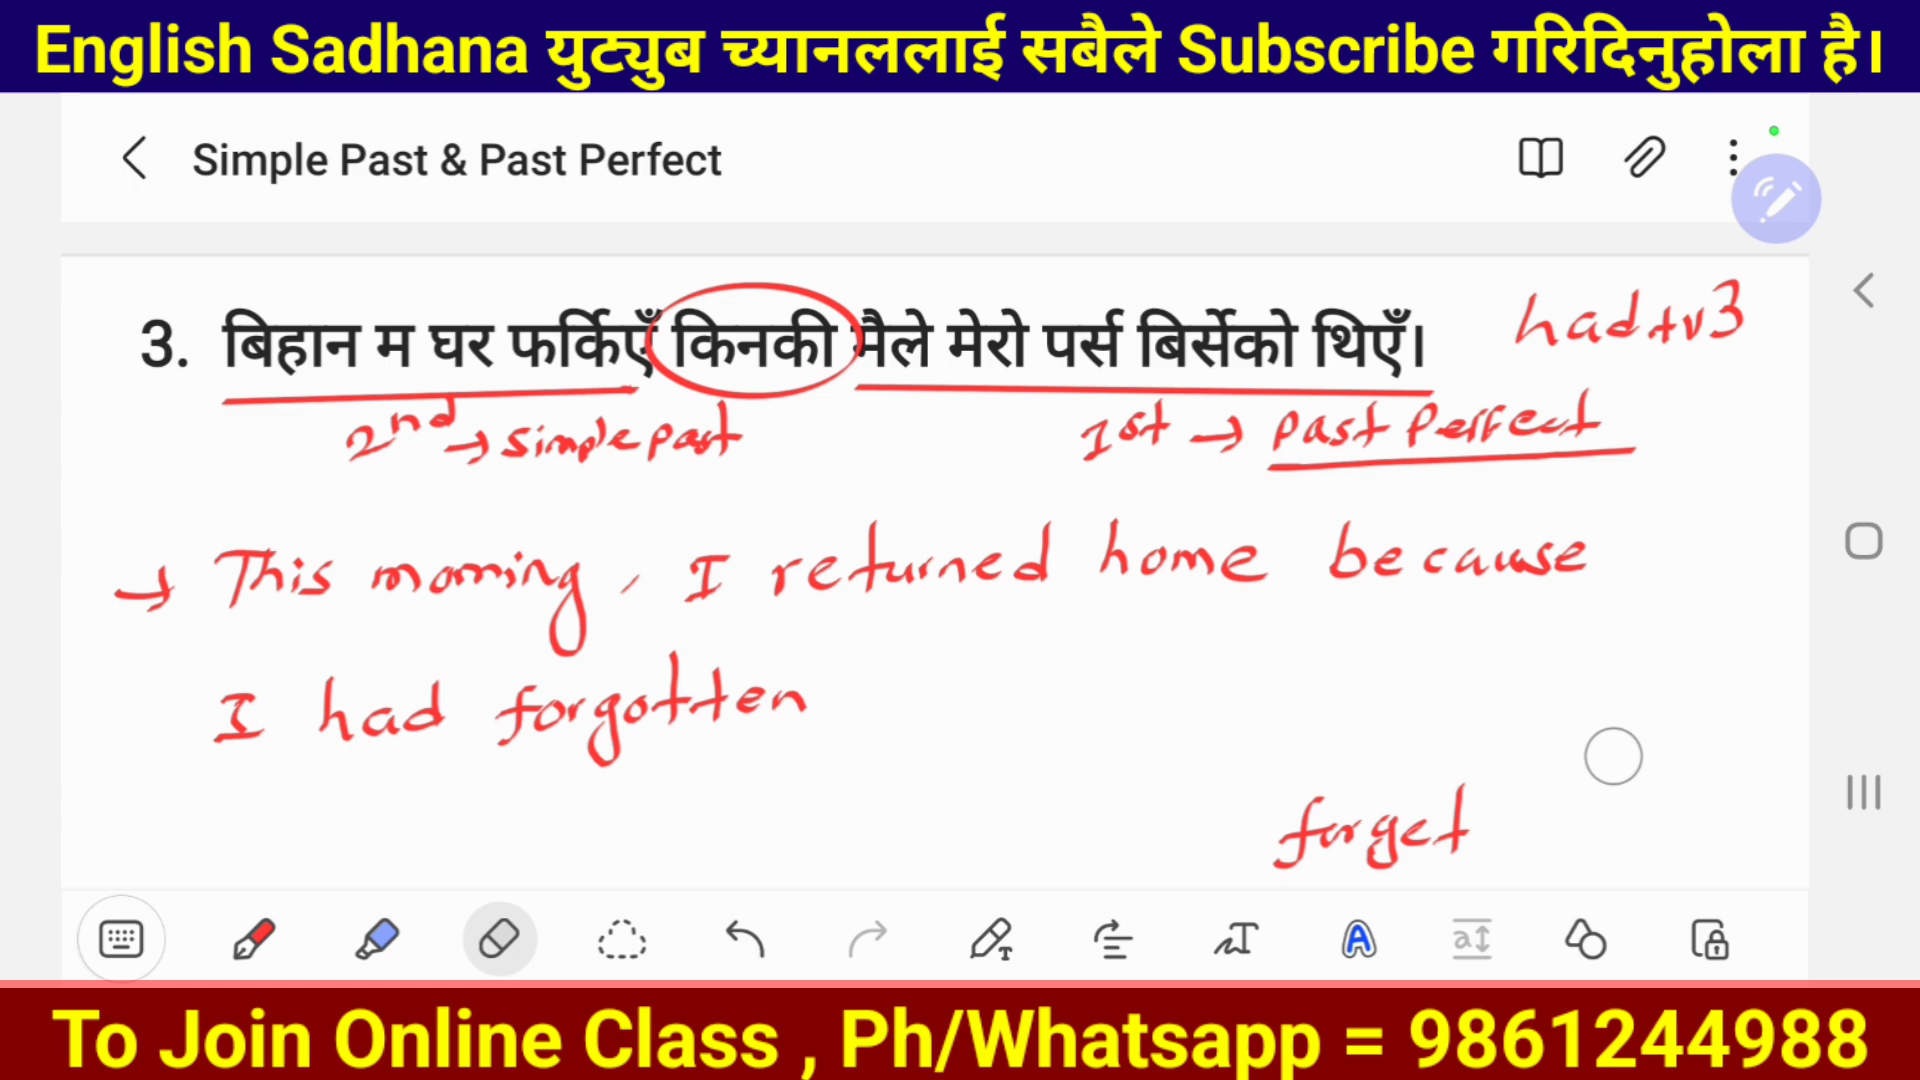 English Sadhana युट्युब च्यानललाई सबैले Subscribe गरिदिनुहोला है।
Simple Past & Past Perfect
3. बिहान म घर फर्किएँ किनकी मैले मेरो पर्स बिर्सेको थिएँ।
had+v3
2nd → simple past
1st → past perfect
→ This morning, I returned home because
I had forgotten
forget
To Join Online Class , Ph/Whatsapp = 9861244988